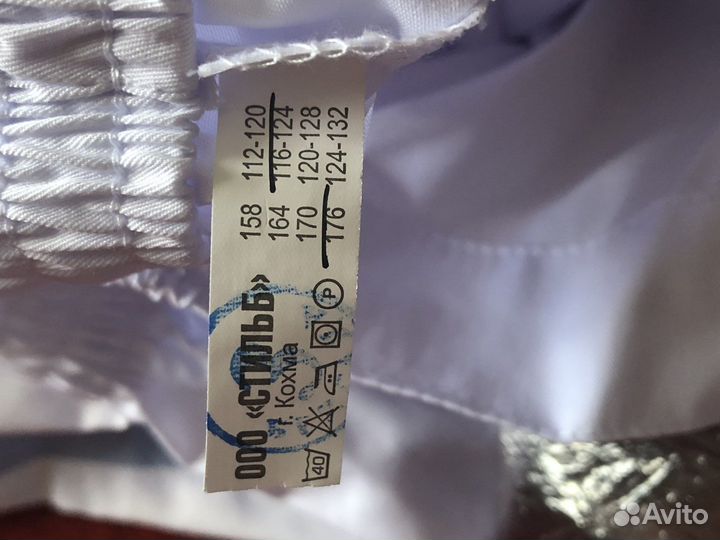 158 112-120
164 116-124
170 120-128
176 124-132
ООО «СТИЛЬБ»
г. Кохма
P
40
Avito